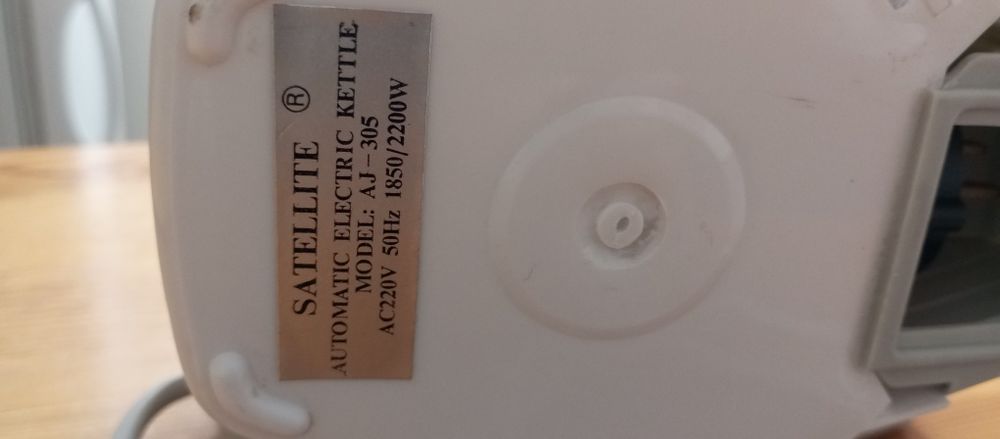 SATELLITE ®
AUTOMATIC ELECTRIC KETTLE
MODEL: AJ-305
AC220V 50Hz 1850/2200W